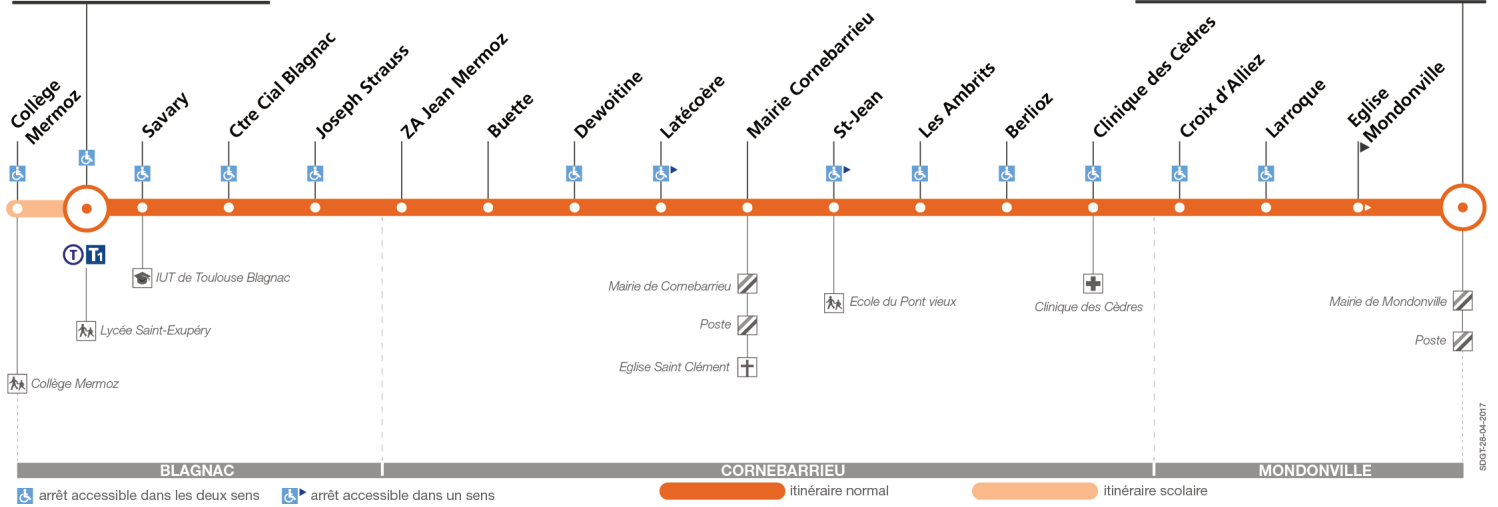 Collège
Mermoz
Savary
Ctre Cial Blagnac
Joseph Strauss
ZA Jean Mermoz
Buette
Dewoitine
Latécoère
Mairie Cornebarrieu
St-Jean
Les Ambrits
Berlioz
Clinique des Cèdres
Croix d'Alliez
Larroque
Eglise
Mondonville
T T1
IUT de Toulouse Blagnac
Lycée Saint-Exupéry
Collège Mermoz
Mairie de Cornebarrieu
Poste
Eglise Saint Clément
Ecole du Pont vieux
Clinique des Cèdres
Mairie de Mondonville
Poste
SDGT-28-04-2017
BLAGNAC
CORNEBARRIEU
MONDONVILLE
arrêt accessible dans les deux sens
arrêt accessible dans un sens
itinéraire normal
itinéraire scolaire